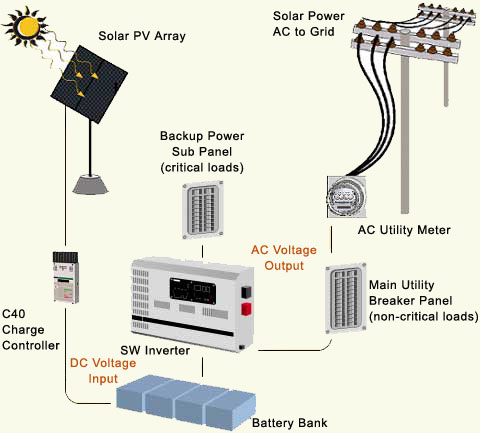 Solar PV Array
Solar Power
AC to Grid
Backup Power
Sub Panel
(critical loads)
AC Utility Meter
AC Voltage
Output
Main Utility
Breaker Panel
(non-critical loads)
C40
Charge
Controller
SW Inverter
DC Voltage
Input
Battery Bank